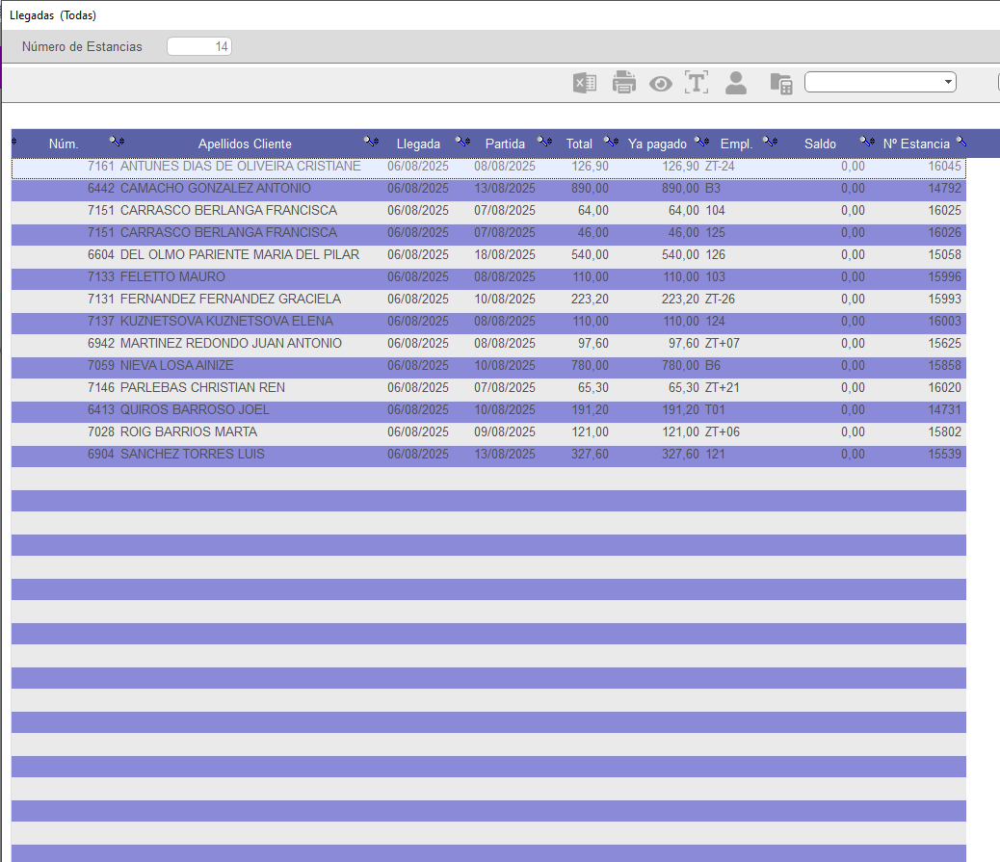 Llegadas (Todas)
Número de Estancias 14
Núm. Apellidos Cliente Llegada Partida Total Ya pagado Empl. Saldo Nº Estancia
7161 ANTUNES DIAS DE OLIVEIRA CRISTIANE 06/08/2025 08/08/2025 126,90 126,90 ZT-24 0,00 16045
6442 CAMACHO GONZALEZ ANTONIO 06/08/2025 13/08/2025 890,00 890,00 B3 0,00 14792
7151 CARRASCO BERLANGA FRANCISCA 06/08/2025 07/08/2025 64,00 64,00 104 0,00 16025
7151 CARRASCO BERLANGA FRANCISCA 06/08/2025 07/08/2025 46,00 46,00 125 0,00 16026
6604 DEL OLMO PARIENTE MARIA DEL PILAR 06/08/2025 18/08/2025 540,00 540,00 126 0,00 15058
7133 FELETTO MAURO 06/08/2025 08/08/2025 110,00 110,00 103 0,00 15996
7131 FERNANDEZ FERNANDEZ GRACIELA 06/08/2025 10/08/2025 223,20 223,20 ZT-26 0,00 15993
7137 KUZNETSOVA KUZNETSOVA ELENA 06/08/2025 08/08/2025 110,00 110,00 124 0,00 16003
6942 MARTINEZ REDONDO JUAN ANTONIO 06/08/2025 08/08/2025 97,60 97,60 ZT+07 0,00 15625
7059 NIEVA LOSA AINIZE 06/08/2025 10/08/2025 780,00 780,00 B6 0,00 15858
7146 PARLEBAS CHRISTIAN REN 06/08/2025 07/08/2025 65,30 65,30 ZT+21 0,00 16020
6413 QUIROS BARROSO JOEL 06/08/2025 10/08/2025 191,20 191,20 T01 0,00 14731
7028 ROIG BARRIOS MARTA 06/08/2025 09/08/2025 121,00 121,00 ZT+06 0,00 15802
6904 SANCHEZ TORRES LUIS 06/08/2025 13/08/2025 327,60 327,60 121 0,00 15539